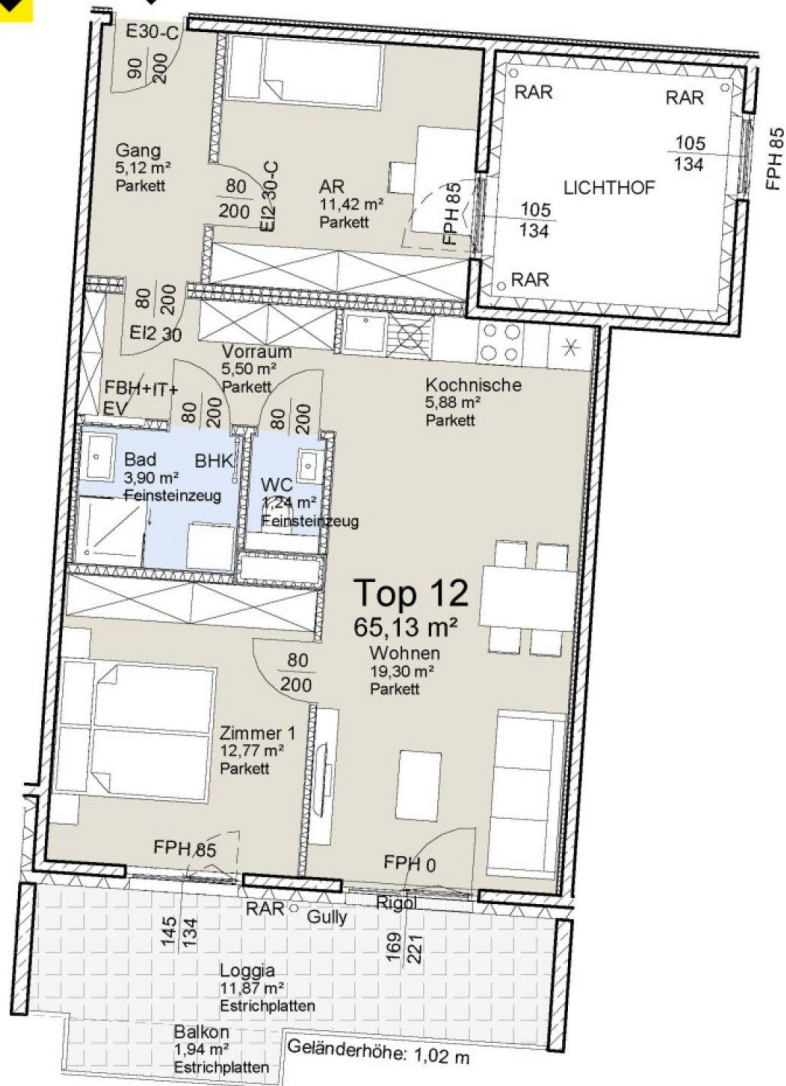 E30-C
90
200
RAR
RAR
105
134
FPH 85
Gang
5,12 m²
Parkett
80
200
EI2 30-C
AR
11,42 m²
Parkett
FPH 85
LICHTHOF
105
134
RAR
80
200
EI2 30
Vorraum
5,50 m²
Parkett
FBH+IT+
EV
80
200
80
200
Kochnische
5,88 m²
Parkett
Bad
3,90 m²
Feinsteinzeug
BHK
WC
1,24 m²
Feinsteinzeug
Top 12
65,13 m²
Wohnen
19,30 m²
Parkett
80
200
Zimmer 1
12,77 m²
Parkett
FPH 85
FPH 0
RAR
Gully
Rigol
145
134
169
221
Loggia
11,87 m²
Estrichplatten
Balkon
1,94 m²
Estrichplatten
Geländerhöhe: 1,02 m